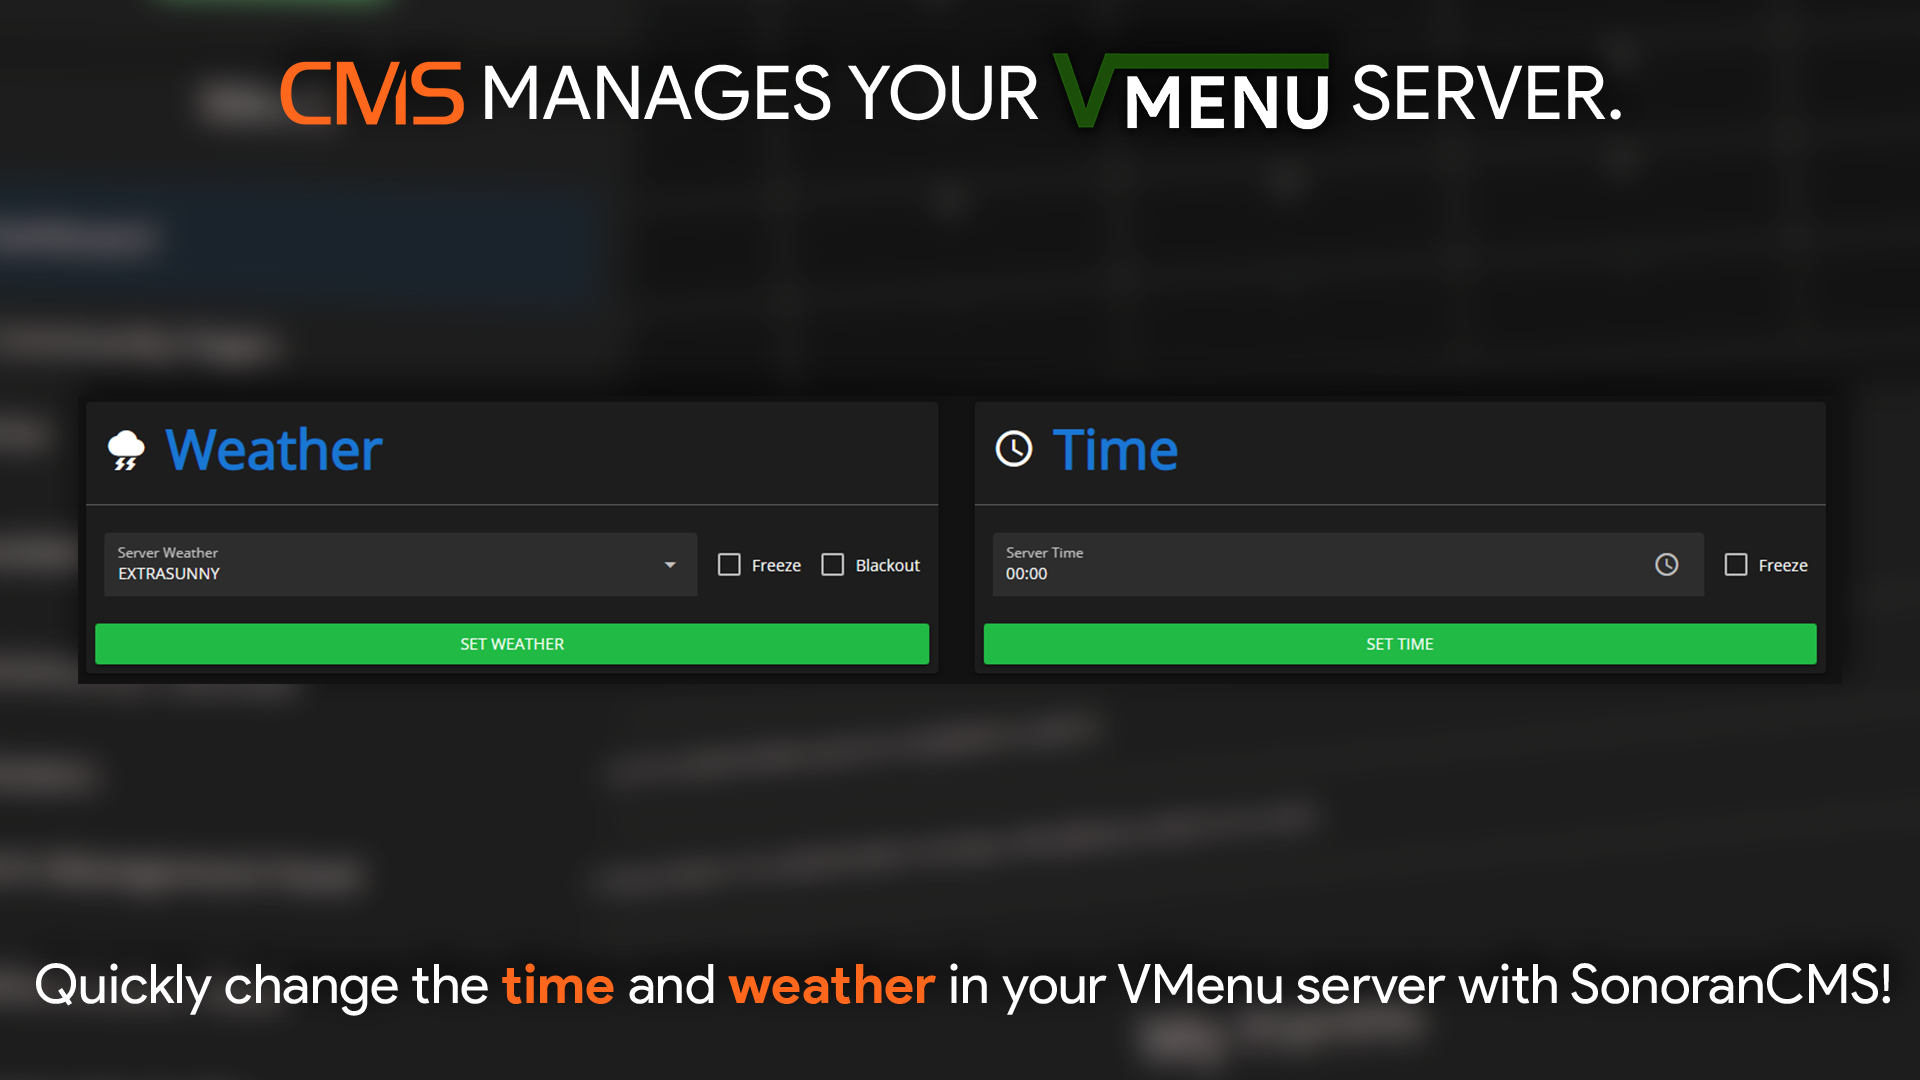 CMS MANAGES YOUR VMENU SERVER.
Weather
Server Weather
EXTRASUNNY
Freeze
Blackout
SET WEATHER
Time
Server Time
00:00
Freeze
SET TIME
Quickly change the time and weather in your VMenu server with SonoranCMS!